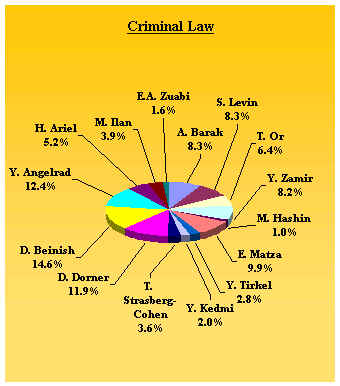 Criminal Law
E.A. Zuabi
1.6%
S. Levin
8.3%
M. Ilan
3.9%
A. Barak
8.3%
H. Ariel
5.2%
T. Or
6.4%
Y. Angelrad
12.4%
Y. Zamir
8.2%
M. Hashin
1.0%
D. Beinish
14.6%
E. Matza
9.9%
D. Dorner
11.9%
T.
Strasberg-
Cohen
3.6%
Y. Tirkel
2.8%
Y. Kedmi
2.0%